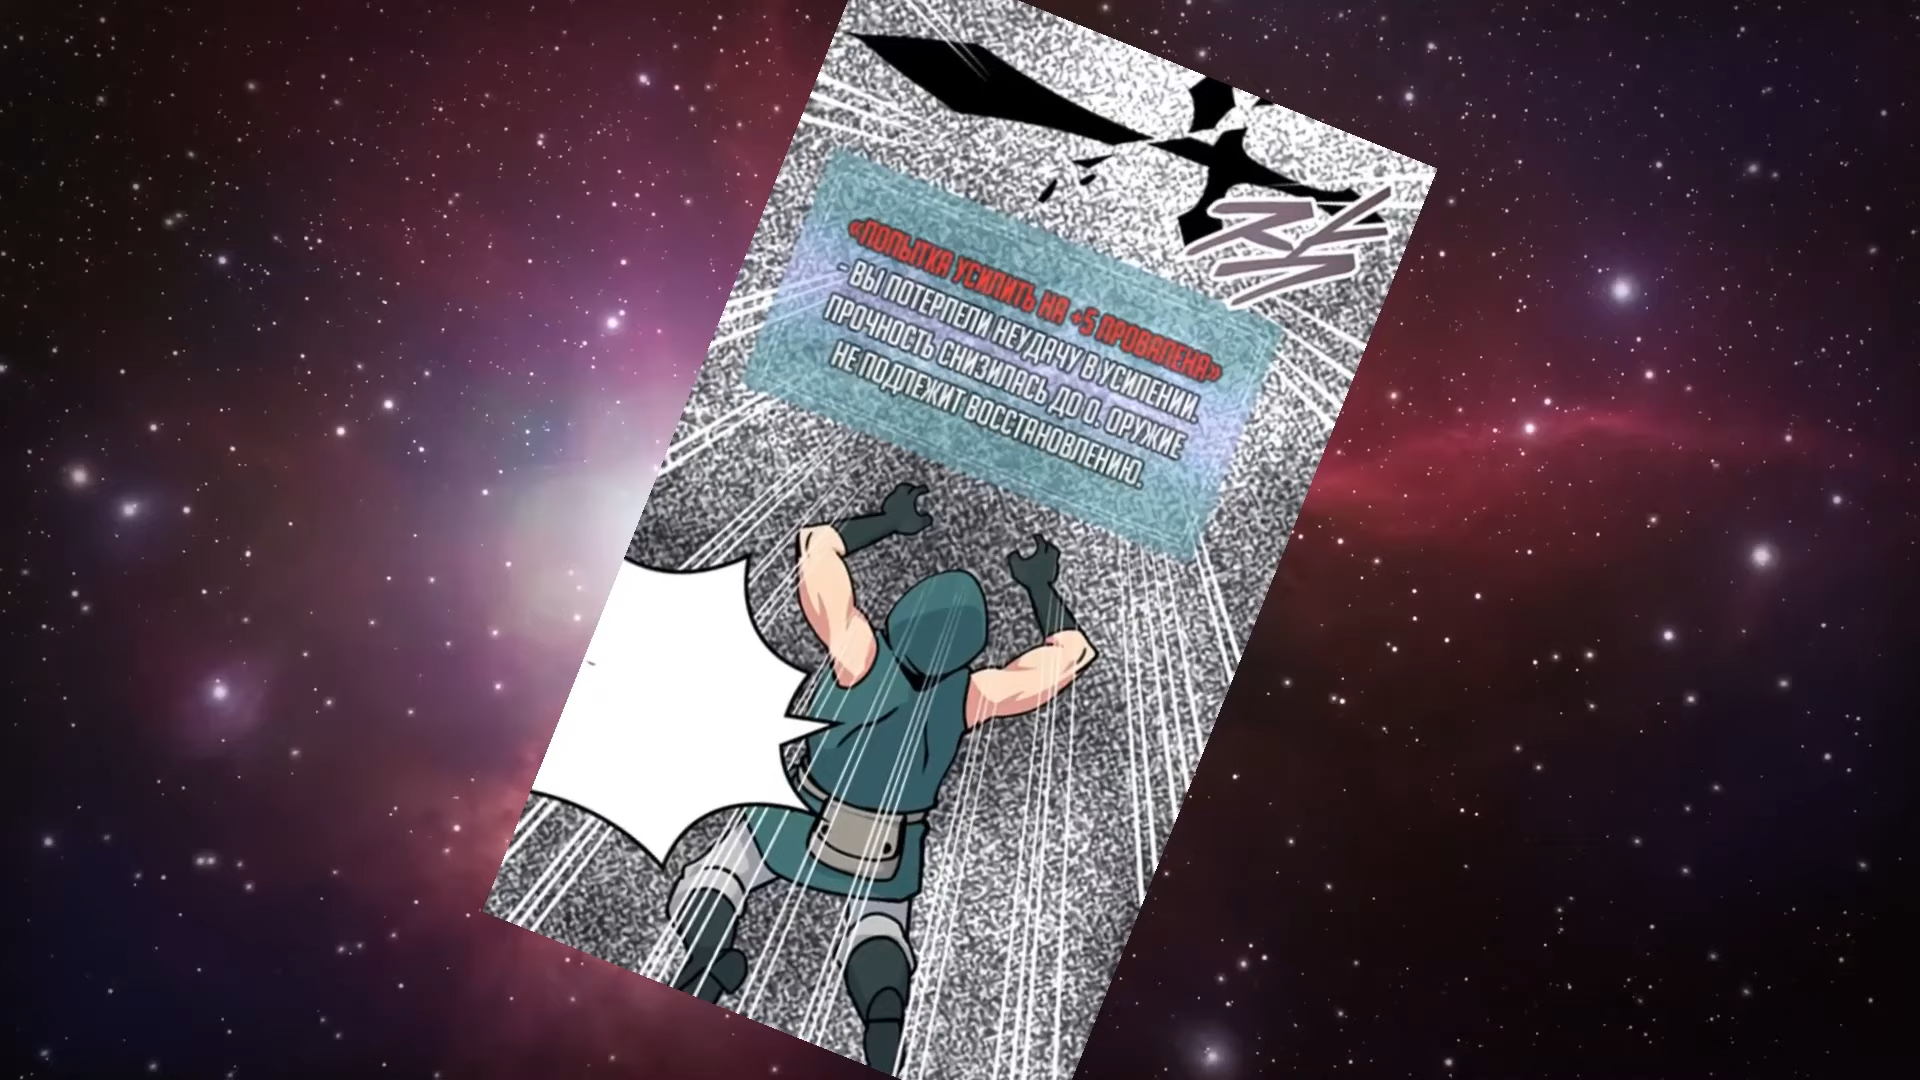 «ПОПЫТКА УСИЛИТЬ НА +5 ПРОВАЛЕНА»
- ВЫ ПОТЕРПЕЛИ НЕУДАЧУ В УСИЛЕНИИ.
ПРОЧНОСТЬ СНИЗИЛАСЬ ДО 0. ОРУЖИЕ
НЕ ПОДЛЕЖИТ ВОССТАНОВЛЕНИЮ.